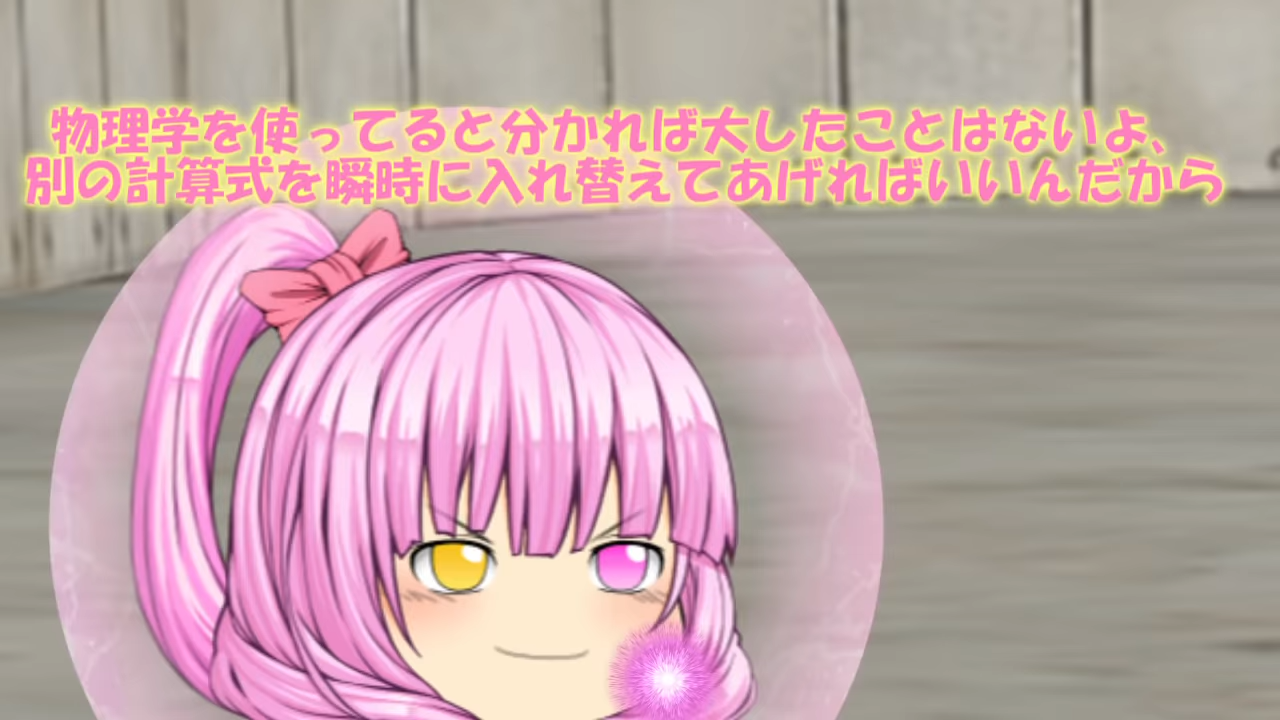 物理学を使ってると分かれば大したことはないよ、
別の計算式を瞬時に入れ替えてあげればいいんだから